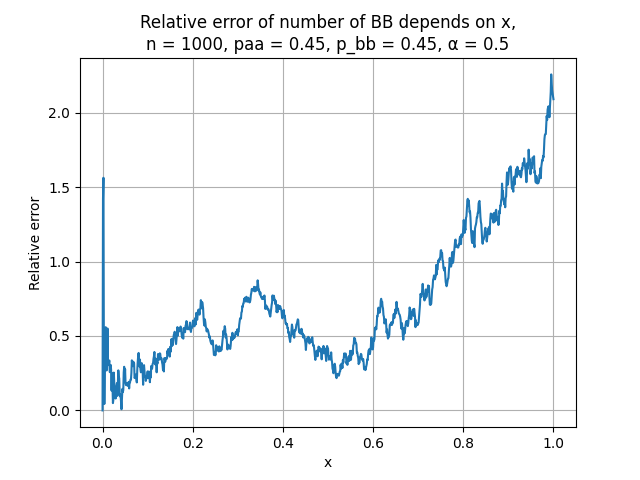 Relative error of number of BB depends on x,
n = 1000, paa = 0.45, p_bb = 0.45, α = 0.5
Relative error
2.0
1.5
1.0
0.5
0.0
0.0 0.2 0.4 0.6 0.8 1.0
x